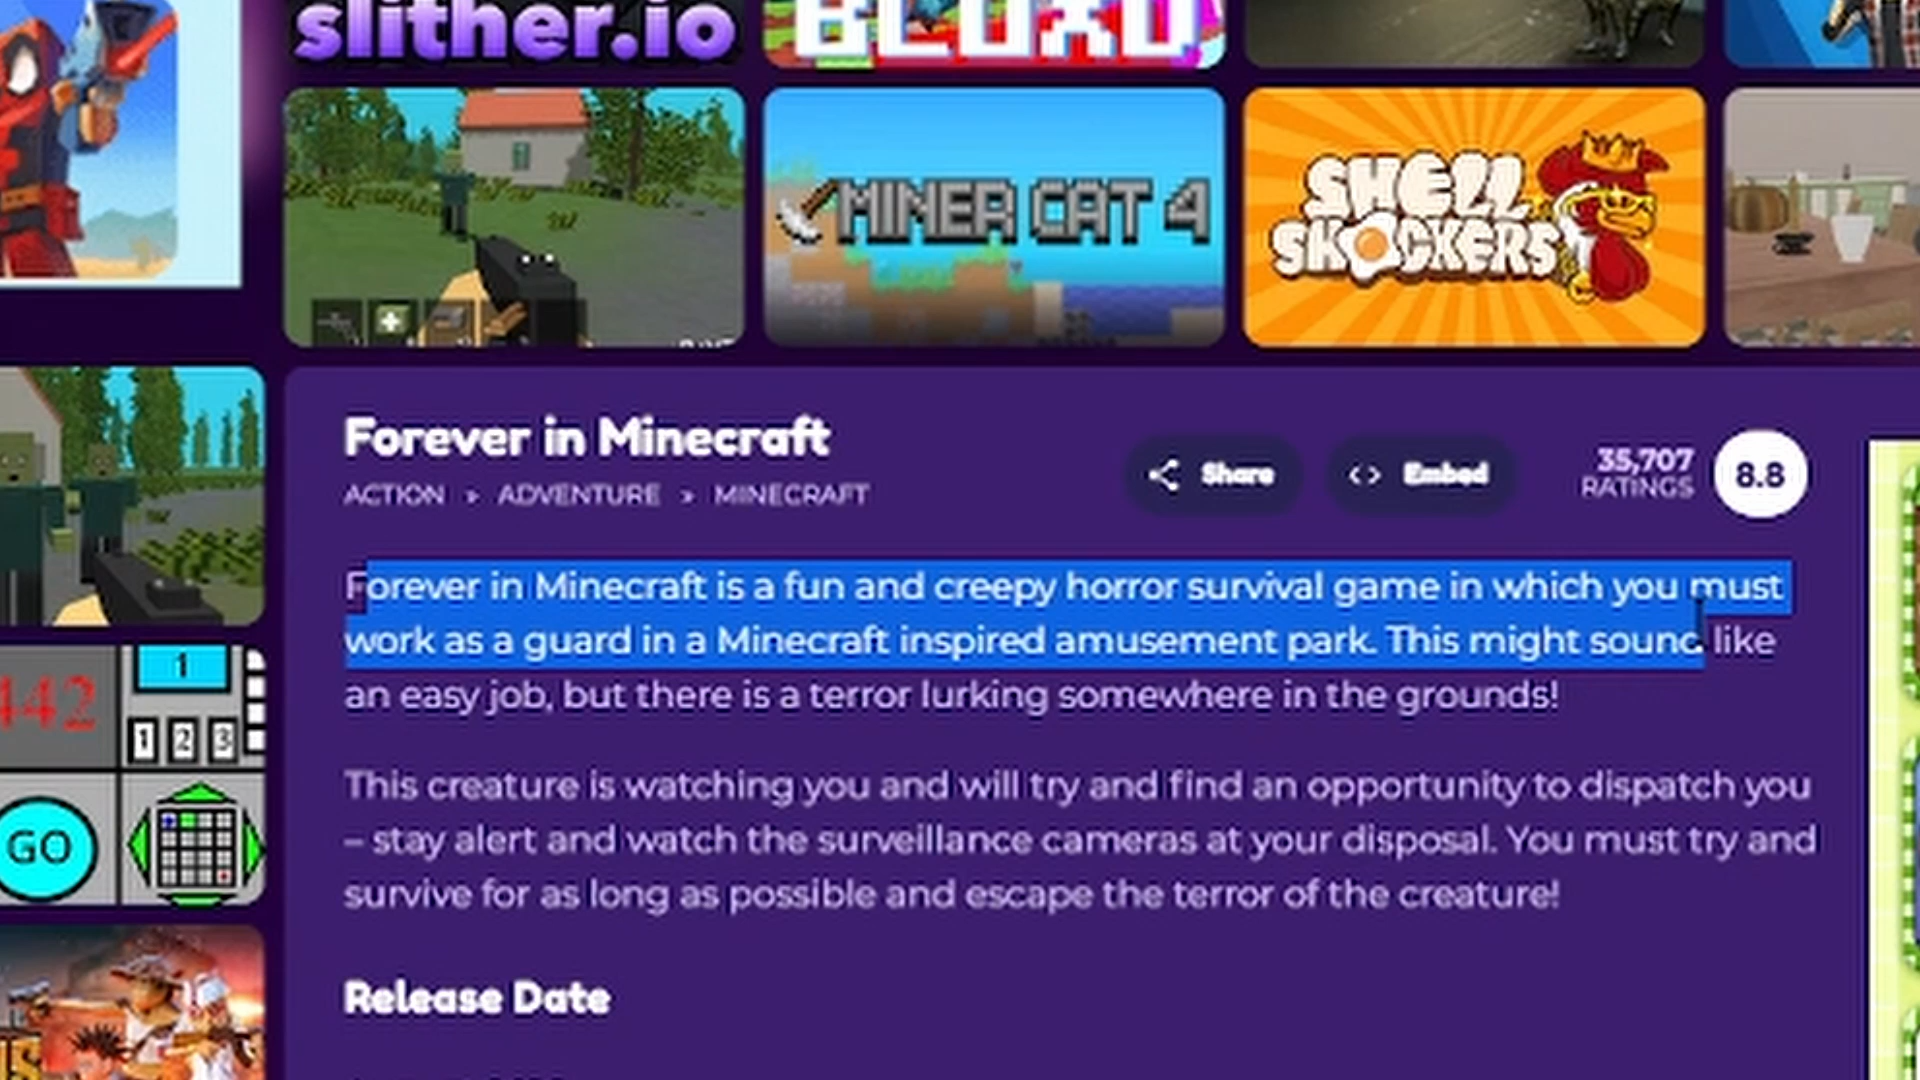 slither.io
BLOXD
MINER CAT 4
SHELL
SHOCKERS
Forever in Minecraft
ACTION » ADVENTURE » MINECRAFT
Share
Embed
35,707
RATINGS
8.8
Forever in Minecraft is a fun and creepy horror survival game in which you must
work as a guard in a Minecraft inspired amusement park. This might sound like
an easy job, but there is a terror lurking somewhere in the grounds!
This creature is watching you and will try and find an opportunity to dispatch you
– stay alert and watch the surveillance cameras at your disposal. You must try and
survive for as long as possible and escape the terror of the creature!
442
1
1 2 3
GO
Release Date